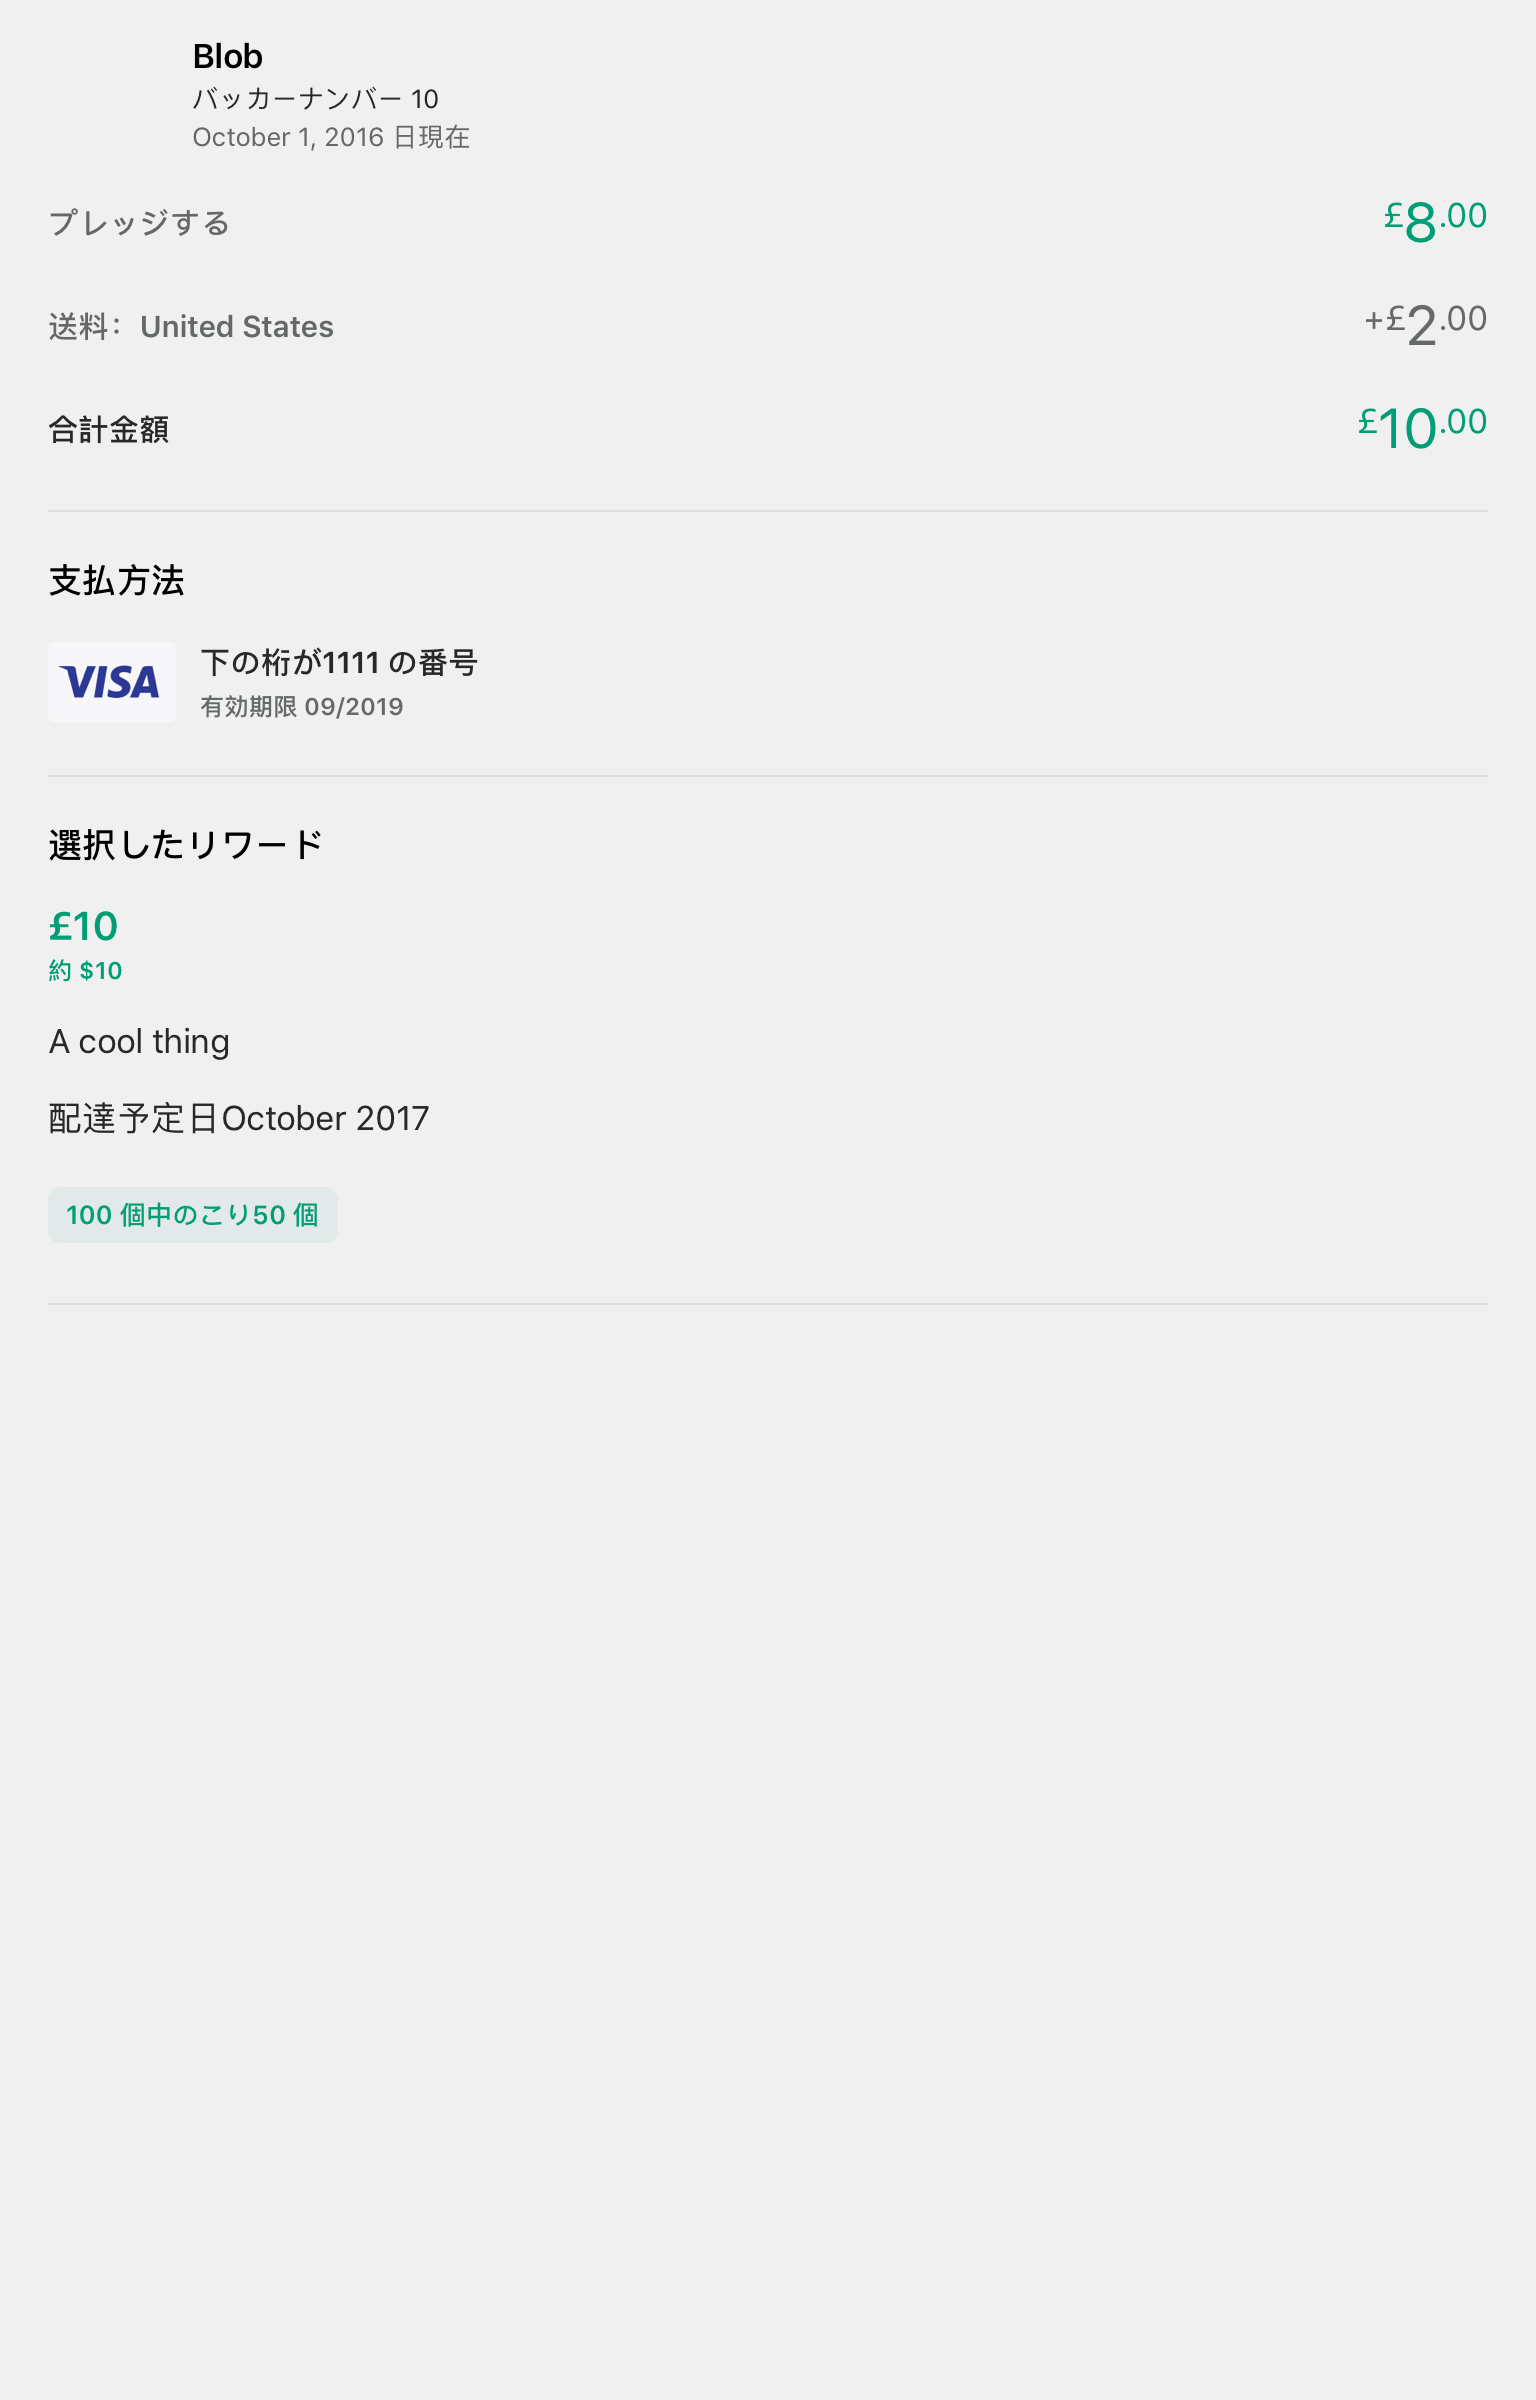 Blob
バッカーナンバー 10
October 1, 2016 日現在
プレッジする £8.00
送料： United States +£2.00
合計金額 £10.00
支払方法
VISA
下の桁が1111 の番号
有効期限 09/2019
選択したリワード
£10
約 $10
A cool thing
配達予定日October 2017
100 個中のこり50 個